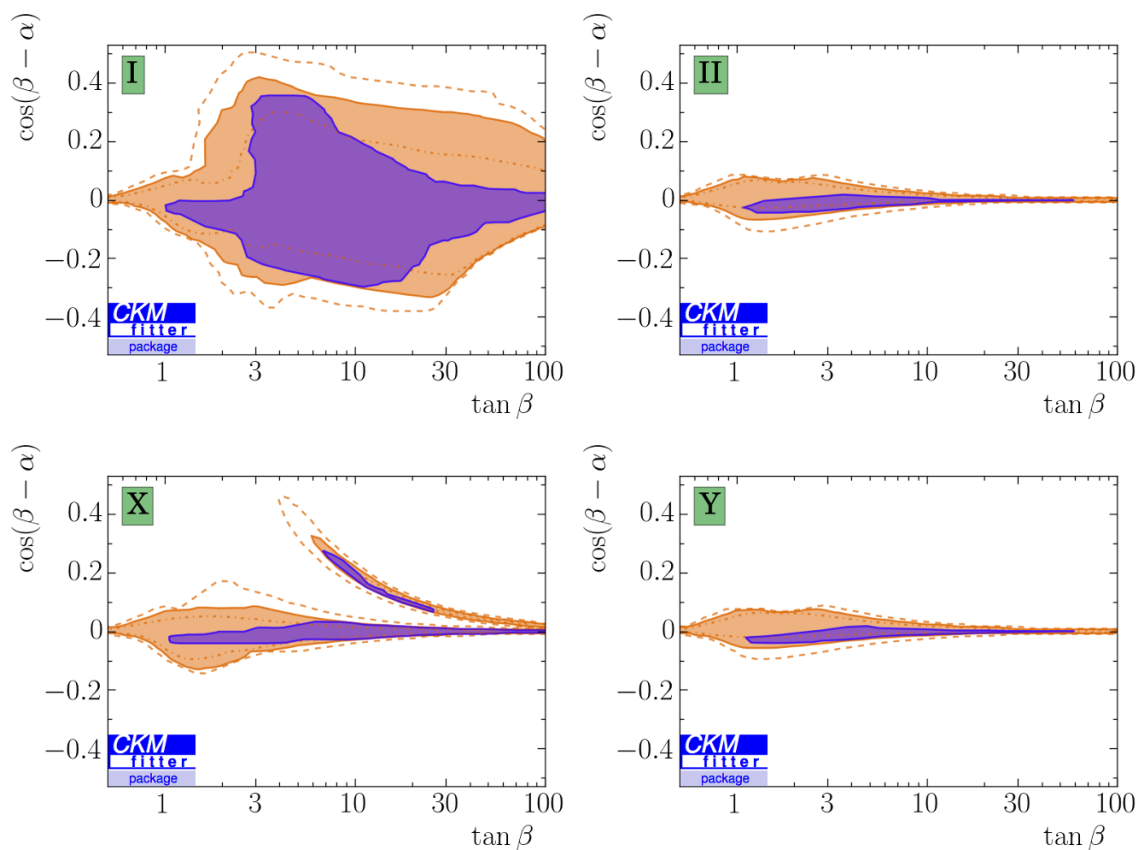 I
cos(β − α)
0.4
0.2
0
−0.2
−0.4
CKM
fitter
package
1 3 10 30 100
tan β
II
cos(β − α)
0.4
0.2
0
−0.2
−0.4
CKM
fitter
package
1 3 10 30 100
tan β
X
cos(β − α)
0.4
0.2
0
−0.2
−0.4
CKM
fitter
package
1 3 10 30 100
tan β
Y
cos(β − α)
0.4
0.2
0
−0.2
−0.4
CKM
fitter
package
1 3 10 30 100
tan β